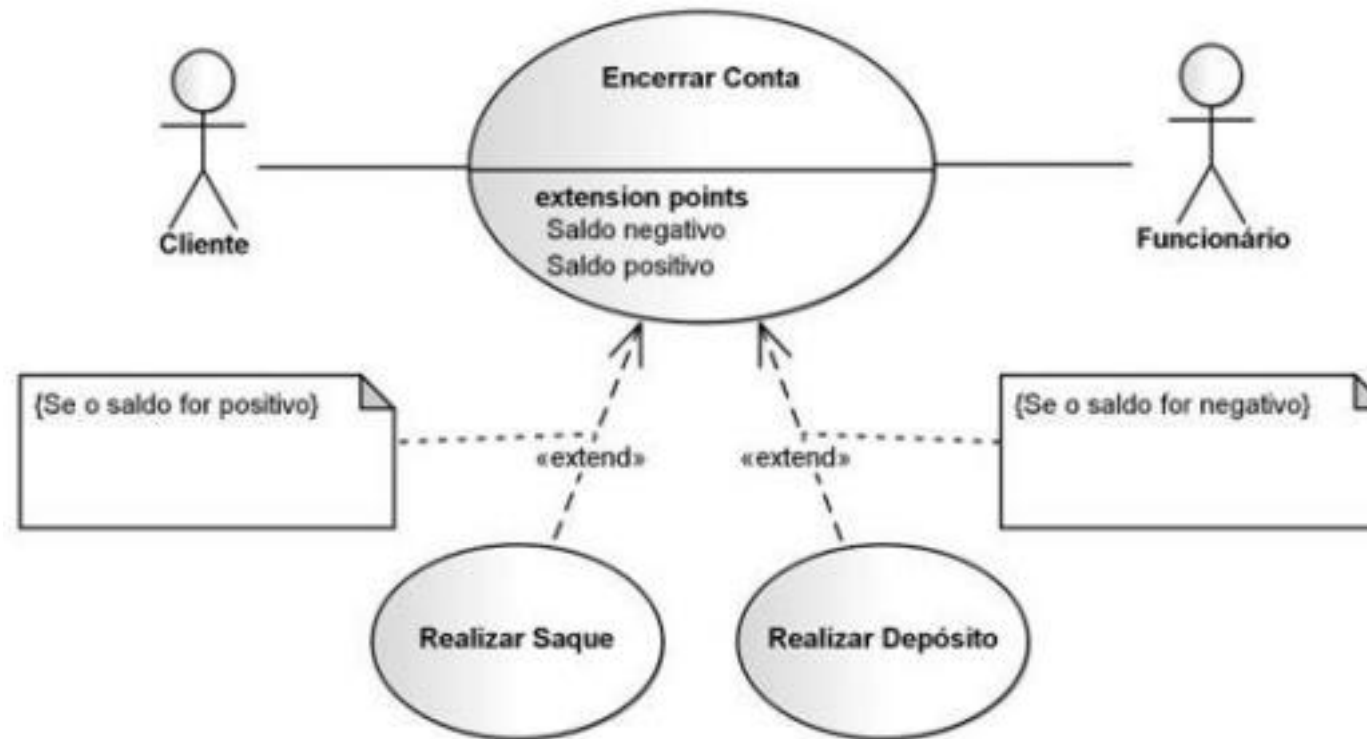 Encerrar Conta
extension points
Saldo negativo
Saldo positivo
Cliente
Funcionário
{Se o saldo for positivo}
{Se o saldo for negativo}
«extend»
«extend»
Realizar Saque
Realizar Depósito